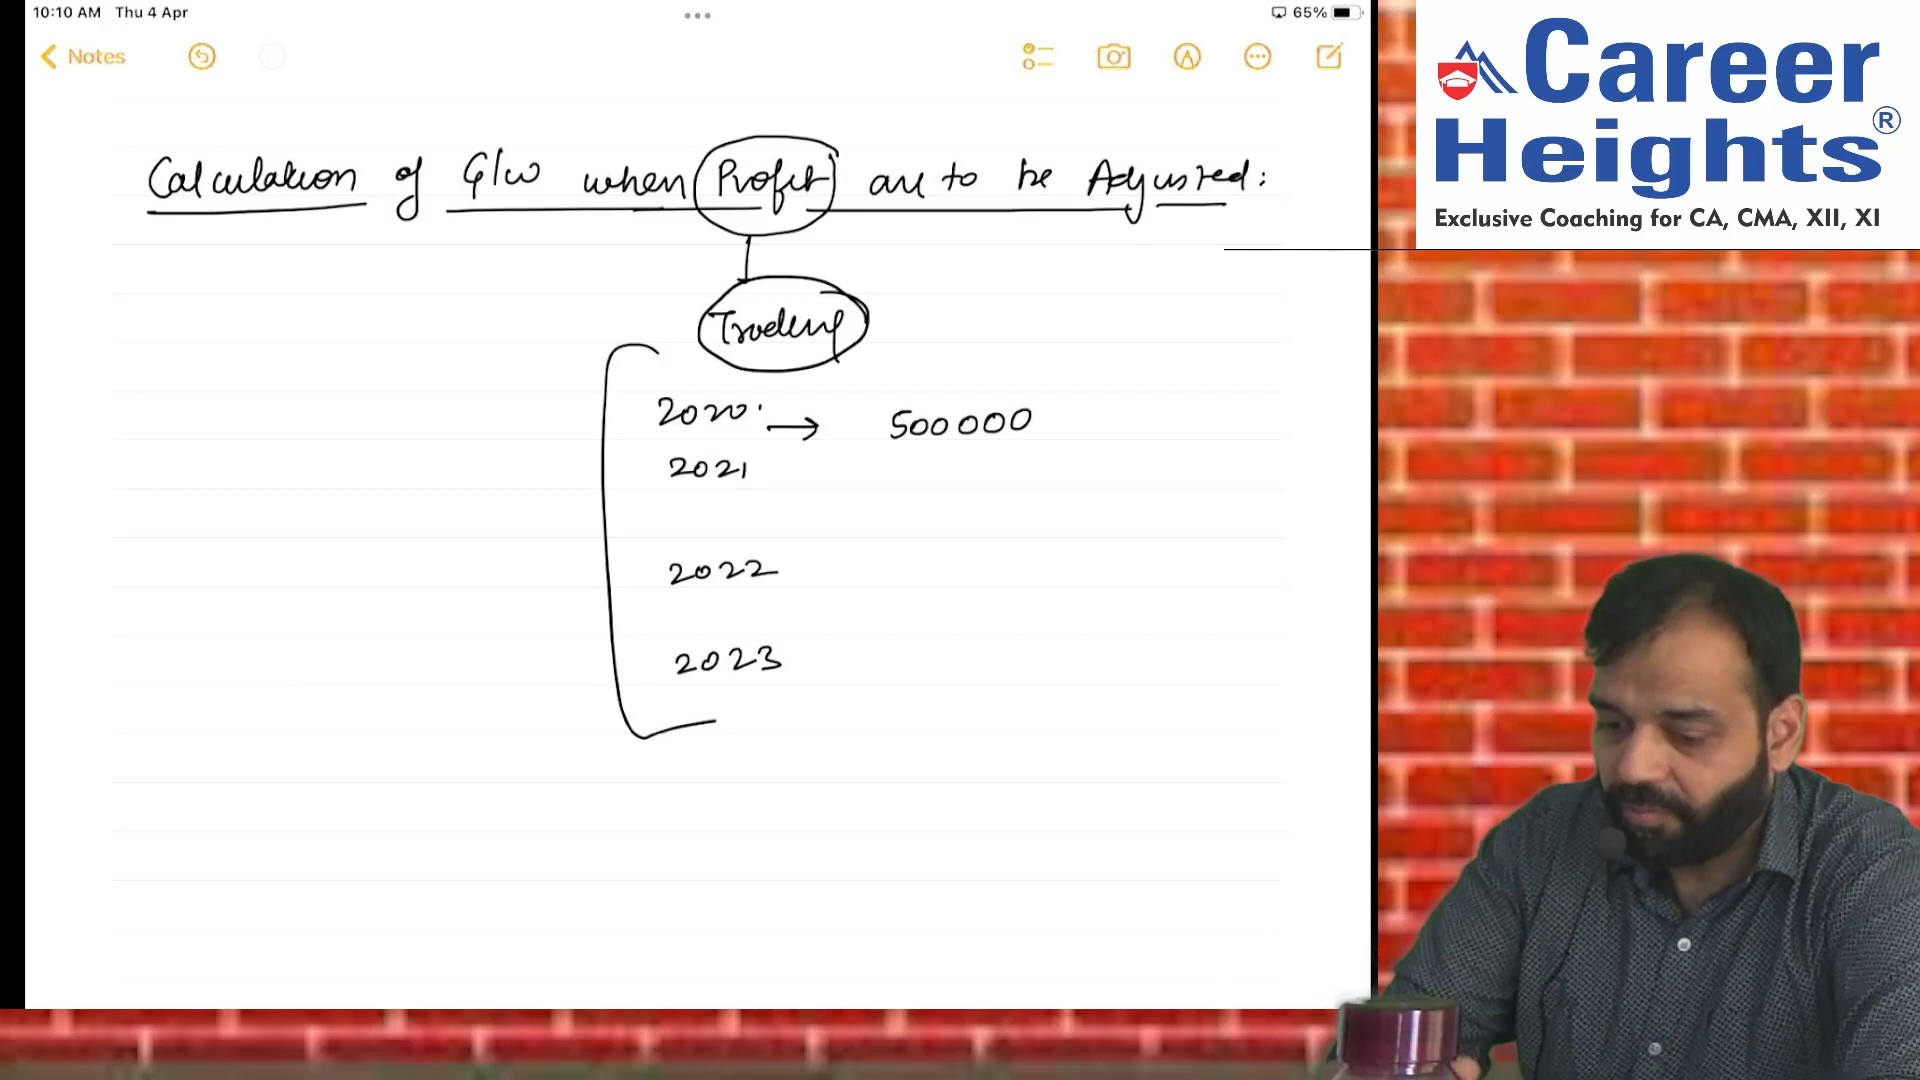 10:10 AM Thu 4 Apr
65%
Notes
Calculation of G/w when Profit are to be Adjusted:
Trading
2020 → 500000
2021
2022
2023
Career
Heights®
Exclusive Coaching for CA, CMA, XII, XI